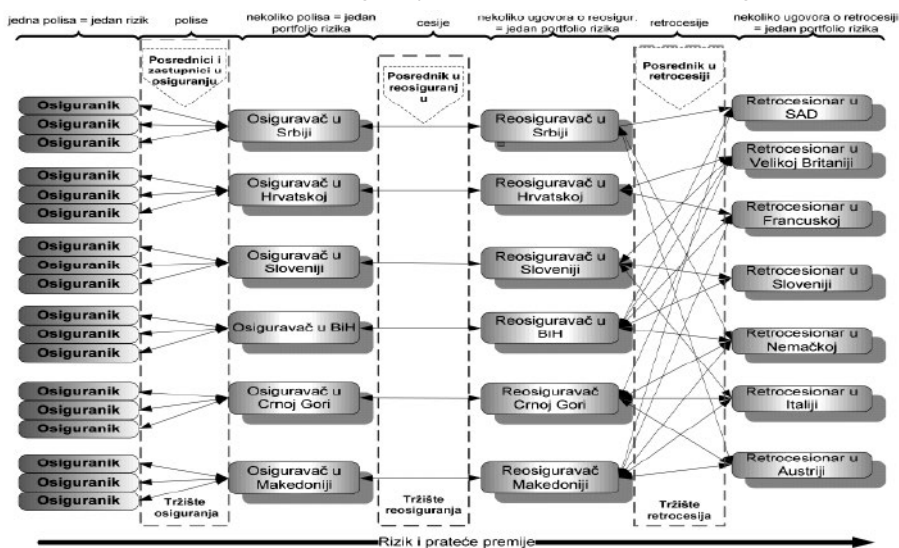 jedna polisa = jedan rizik
polise
nekoliko polisa = jedan
portfoljo rizika
cesije
nekoliko ugovora o reosigur.
= jedan portfolio rizika
retrocesije
nekoliko ugovora o retrocesiji
= jedan portfolio rizika
Posrednici i
zastupnici u
osiguranju
Posrednik u
reosiguranj
u
Posrednik u
retrocesiji
Osiguranik
Osiguranik
Osiguranik
Osiguravač u
Srbiji
Reosiguravač u
Srbiji
Retrocesionar u
SAD
Retrocesionar u
Velikoj Britaniji
Osiguranik
Osiguranik
Osiguranik
Osiguravač u
Hrvatskoj
Reosiguravač u
Hrvatskoj
Retrocesionar u
Francuskoj
Osiguranik
Osiguranik
Osiguranik
Osiguravač u
Sloveniji
Reosiguravač u
Sloveniji
Retrocesionar u
Sloveniji
Osiguranik
Osiguranik
Osiguranik
Osiguravač u BiH
Reosiguravač u
BIH
Retrocesionar u
Nemačkoj
Osiguranik
Osiguranik
Osiguranik
Osiguravač u
Crnoj Gori
Reosiguravač
Crnoj Gori
Retrocesionar u
Italiji
Osiguranik
Osiguranik
Osiguranik
Osiguravač u
Makedoniji
Reosiguravač
Makedoniji
Retrocesionar u
Austriji
Tržište
osiguranja
Tržište
reosiguranja
Tržište
retrocesija
Rizik i prateće premije